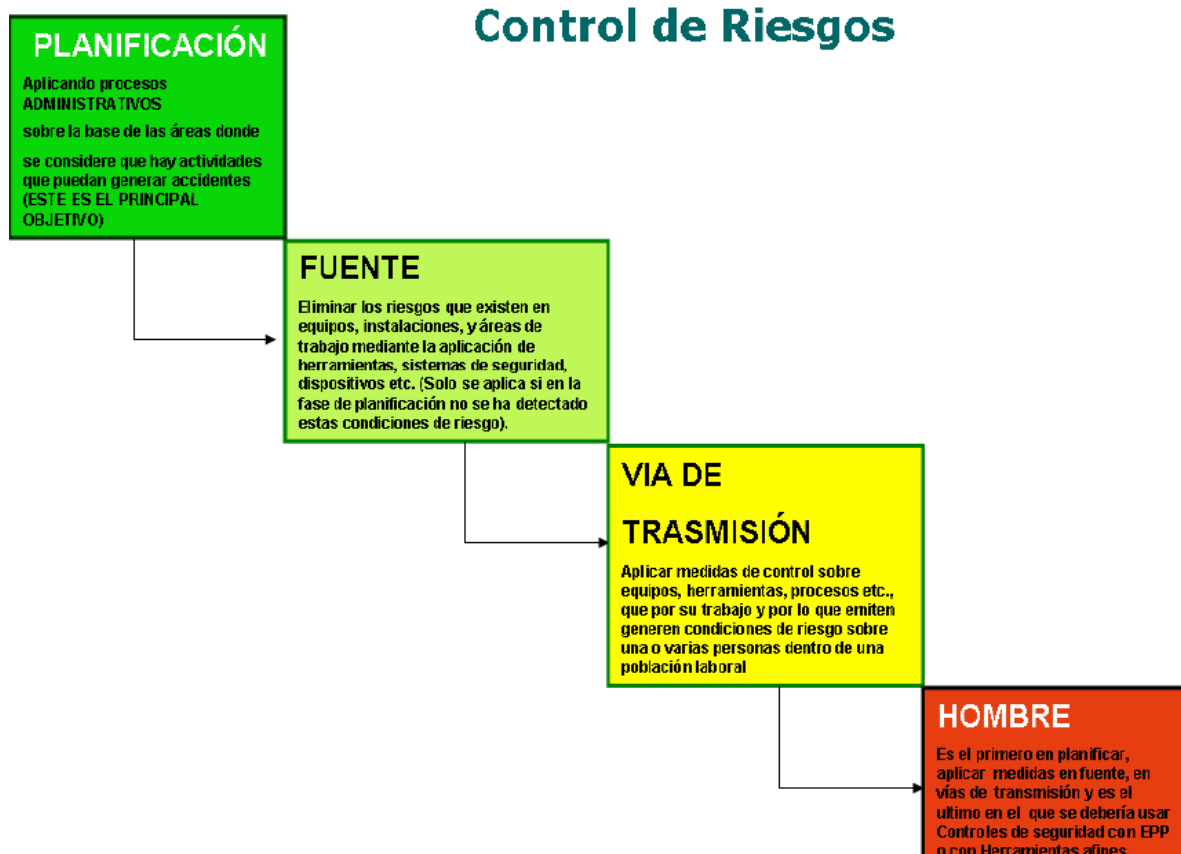 Control de Riesgos
PLANIFICACIÓN
Aplicando procesos
ADMINISTRATIVOS
sobre la base de las áreas donde
se considere que hay actividades
que puedan generar accidentes
(ESTE ES EL PRINCIPAL
OBJETIVO)
FUENTE
Eliminar los riesgos que existen en
equipos, instalaciones, y áreas de
trabajo mediante la aplicación de
herramientas, sistemas de seguridad,
dispositivos etc. (Solo se aplica si en la
fase de planificación no se ha detectado
estas condiciones de riesgo).
VIA DE
TRASMISIÓN
Aplicar medidas de control sobre
equipos, herramientas, procesos etc.,
que por su trabajo y por lo que emiten
generen condiciones de riesgo sobre
una o varias personas dentro de una
población laboral
HOMBRE
Es el primero en planificar,
aplicar medidas en fuente, en
vías de transmisión y es el
ultimo en el que se debería usar
Controles de seguridad con EPP
o con Herramientas afines